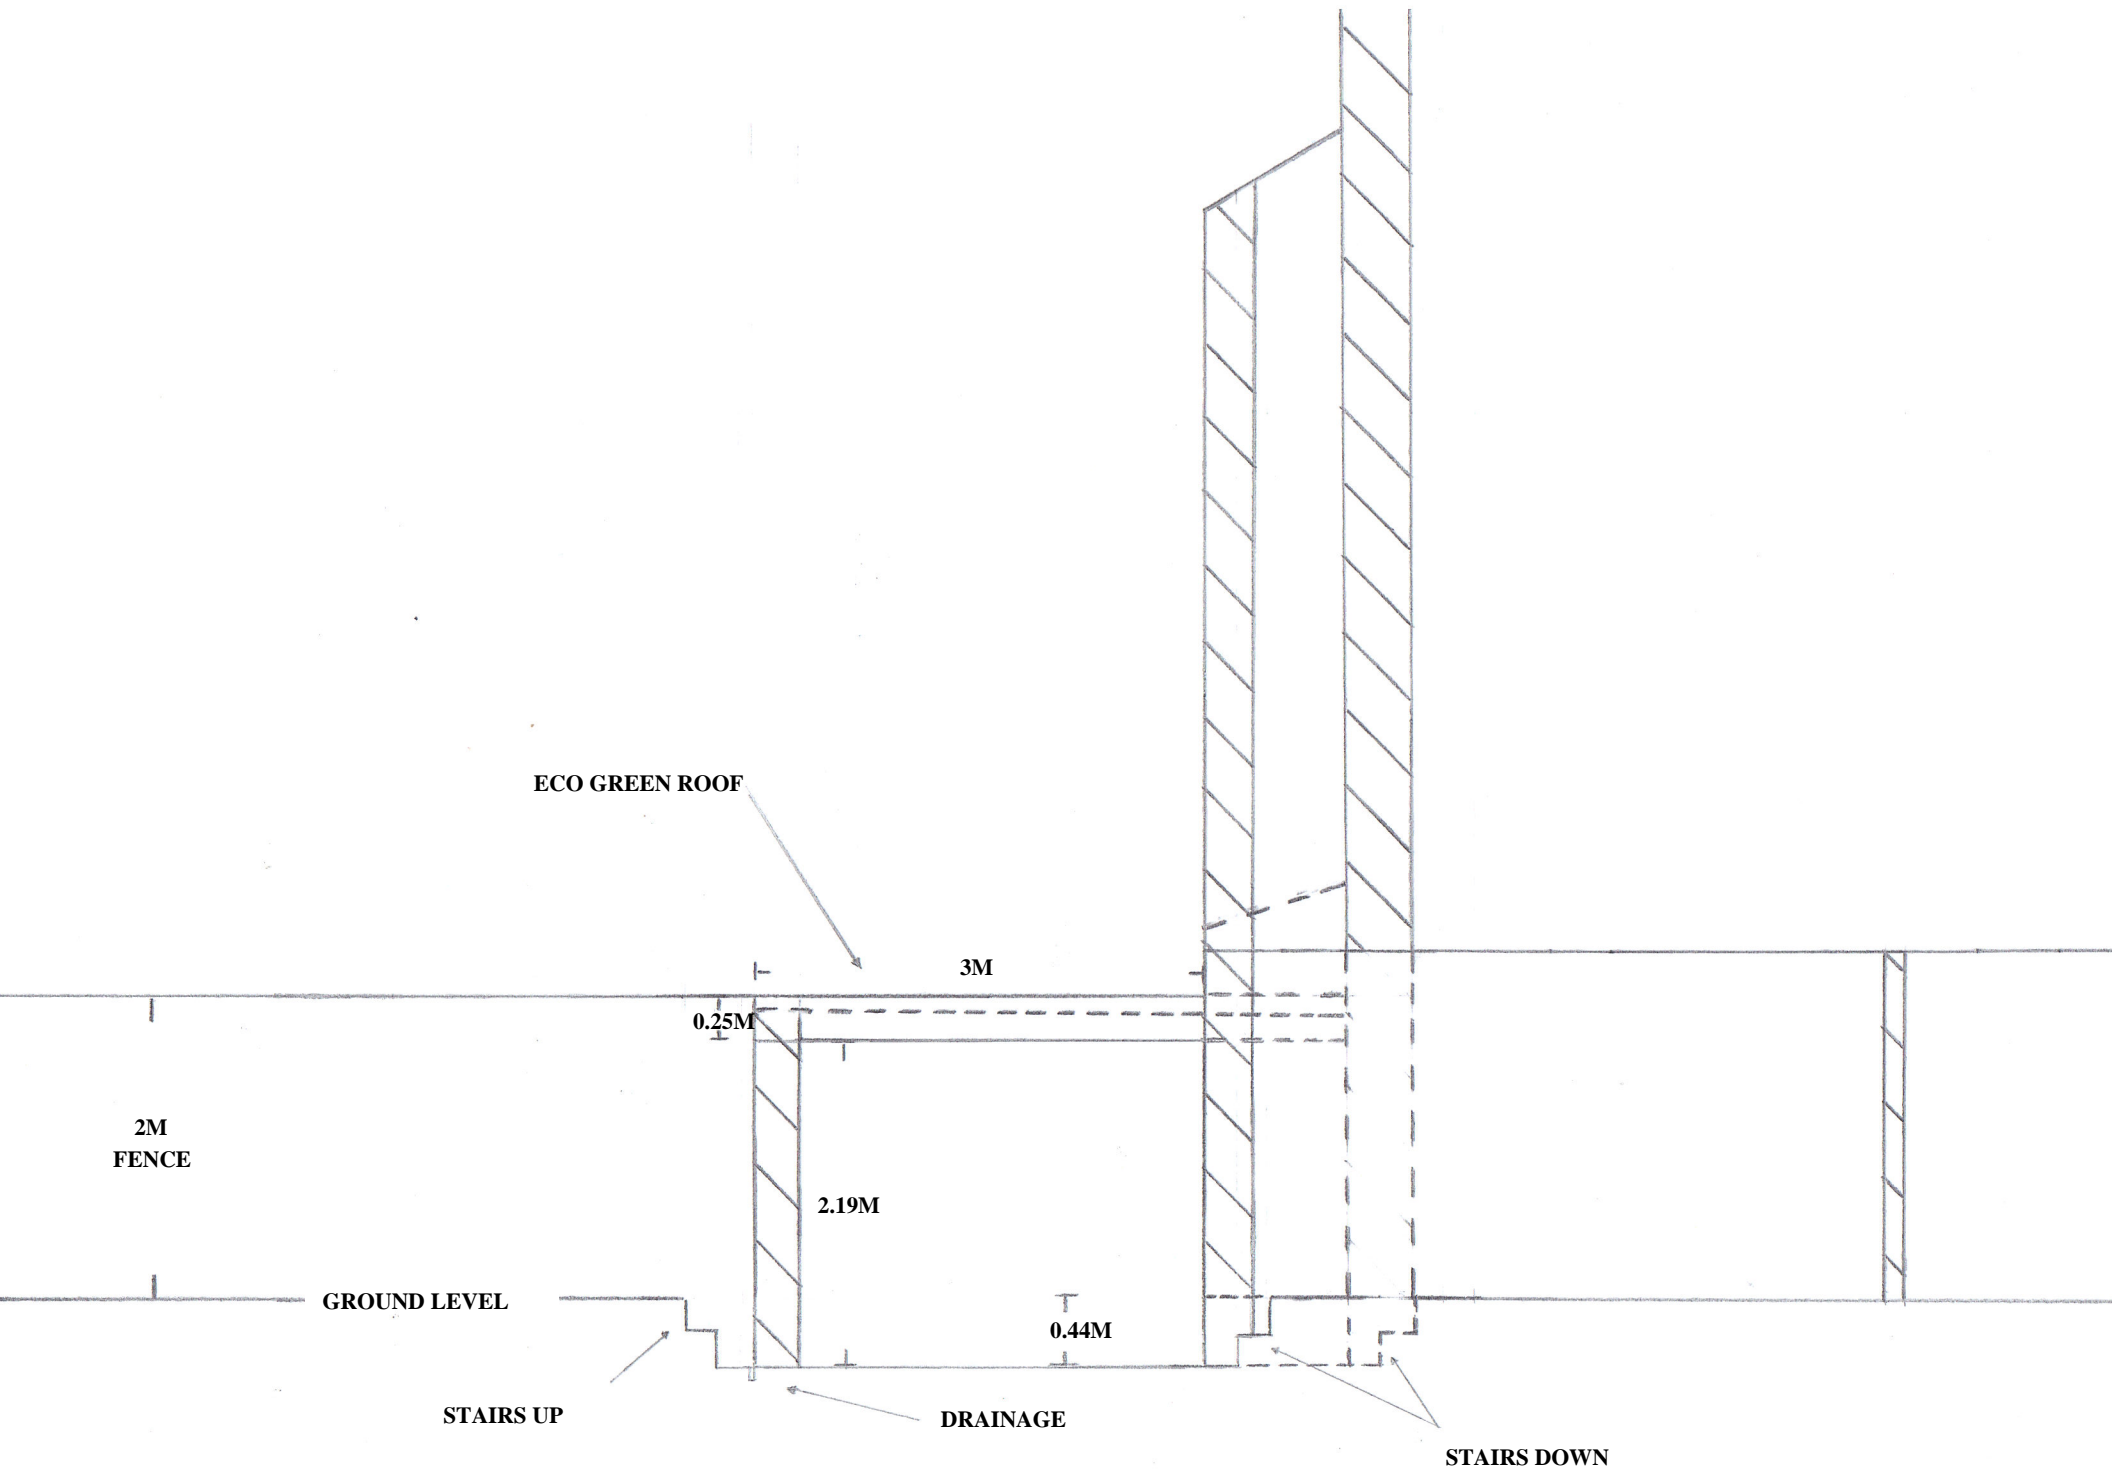 ECO GREEN ROOF
3M
0.25M
2M
FENCE
2.19M
GROUND LEVEL
0.44M
STAIRS UP
DRAINAGE
STAIRS DOWN